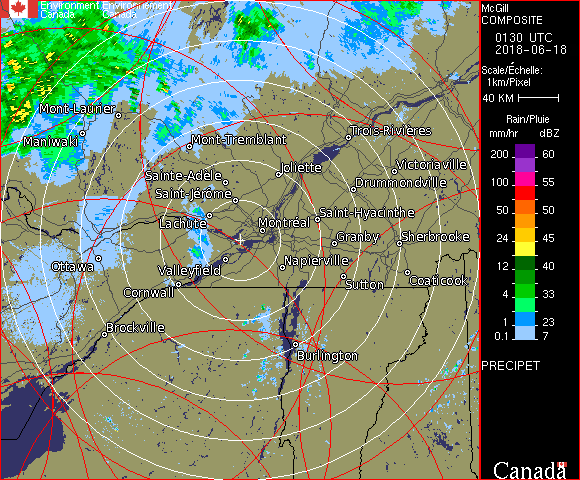 Environment Environnement
Canada Canada
McGill
COMPOSITE
0130 UTC
2018-06-18
Scale/Échelle:
1km/Pixel
40 KM
Rain/Pluie
mm/hr dBZ
200 60
100 55
50 50
24 45
12 40
4 33
1 23
0.1 7
PRECIPET
Canada
Mont-Laurier
Maniwaki
Mont-Tremblant
Trois-Rivières
Joliette
Victoriaville
Sainte-Adèle
Drummondville
Saint-Jérôme
Saint-Hyacinthe
Lachute
Montréal
Granby
Sherbrooke
Ottawa
Valleyfield
Napierville
Sutton
Coaticook
Cornwall
Brockville
Burlington